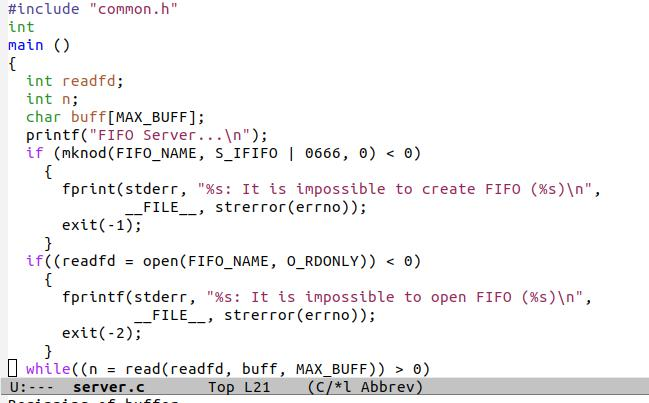 #include "common.h"
int
main ()
{
  int readfd;
  int n;
  char buff[MAX_BUFF];
  printf("FIFO Server...\n");
  if (mknod(FIFO_NAME, S_IFIFO | 0666, 0) < 0)
    {
      fprint(stderr, "%s: It is impossible to create FIFO (%s)\n",
             __FILE__, strerror(errno));
      exit(-1);
    }
  if((readfd = open(FIFO_NAME, O_RDONLY)) < 0)
    {
      fprintf(stderr, "%s: It is impossible to open FIFO (%s)\n",
              __FILE__, strerror(errno));
      exit(-2);
    }
  while((n = read(readfd, buff, MAX_BUFF)) > 0)
U:---  server.c       Top L21    (C/*l Abbrev)
Beginning of buffer